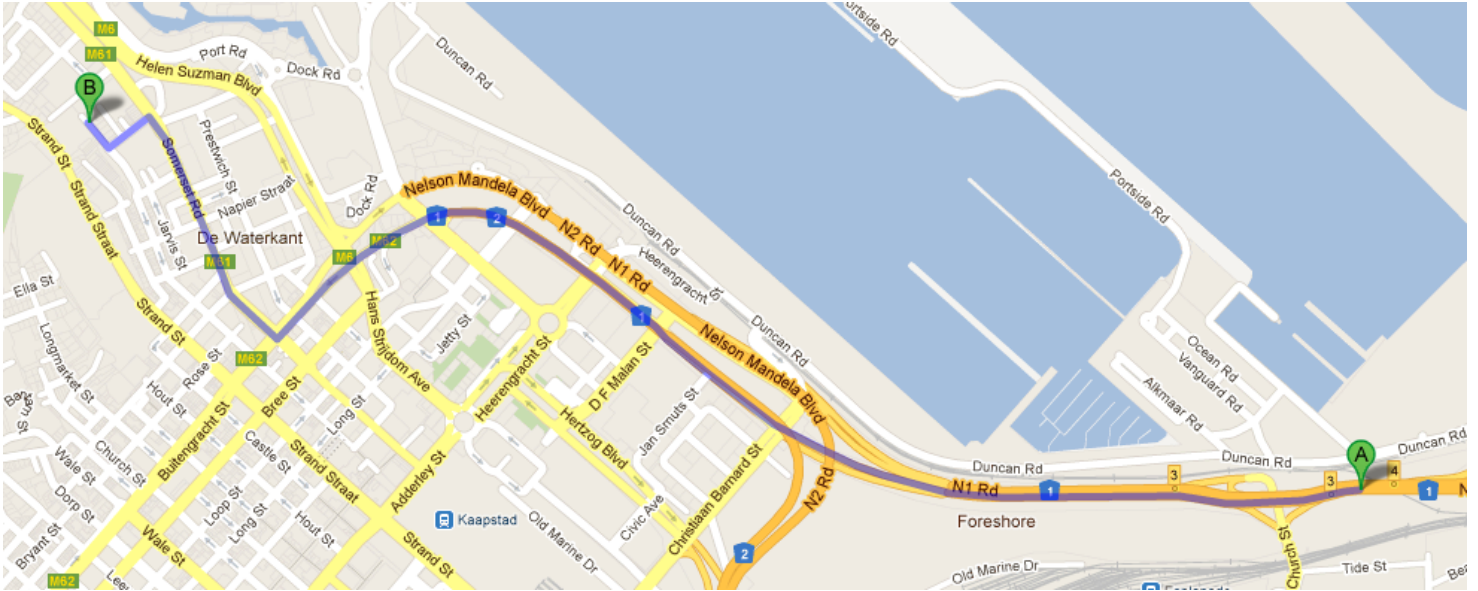 M6
Portside Rd
M61
Port Rd
Duncan Rd
Helen Suzman Blvd
Dock Rd
B
Strand St
Prestwich St
Somerset Rd
Portside Rd
Nelson Mandela Blvd
Napier Straat
Dock Rd
Strand Straat
Jarvis St
De Waterkant
1
2
Duncan Rd
N2 Rd
M62
M6
M61
Heerengracht St
N1 Rd
Ella St
Strand St
Hans Strijdom Ave
Jetty St
1
Duncan Rd
Nelson Mandela Blvd
Ocean Rd
Vanguard Rd
Longmarket St
M62
Rose St
Heerengracht St
D F Malan St
Alkmaar Rd
Hout St
Bree St
Long St
Jan Smuts St
Hertzog Blvd
Buitengracht St
Church St
Castle St
Wale St
Strand Straat
Adderley St
Duncan Rd
A
Duncan Rd
Duncan Rd
3
3
4
N1 Rd
1
1
N
N2 Rd
Christiaan Barnard St
Civic Ave
Dorp St
Loop St
Long St
Hout St
Kaapstad
Foreshore
Old Marine Dr
Church St
Bryant St
Wale St
Strand St
2
M62
Old Marine Dr
Tide St
Esplanade